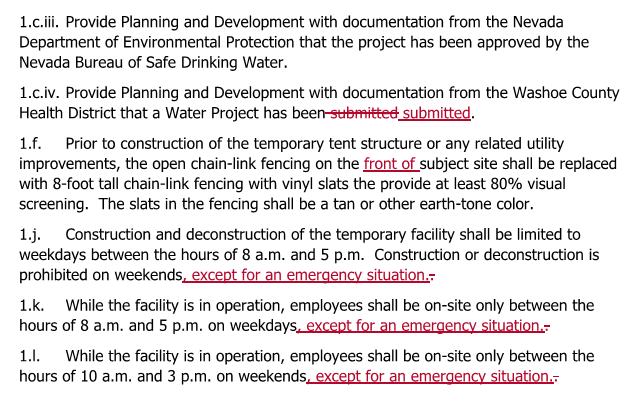 1.c.iii. Provide Planning and Development with documentation from the Nevada
Department of Environmental Protection that the project has been approved by the
Nevada Bureau of Safe Drinking Water.
1.c.iv. Provide Planning and Development with documentation from the Washoe County
Health District that a Water Project has been submitted submitted.
1.f. Prior to construction of the temporary tent structure or any related utility
improvements, the open chain-link fencing on the front of subject site shall be replaced
with 8-foot tall chain-link fencing with vinyl slats the provide at least 80% visual
screening. The slats in the fencing shall be a tan or other earth-tone color.
1.j. Construction and deconstruction of the temporary facility shall be limited to
weekdays between the hours of 8 a.m. and 5 p.m. Construction or deconstruction is
prohibited on weekends, except for an emergency situation..
1.k. While the facility is in operation, employees shall be on-site only between the
hours of 8 a.m. and 5 p.m. on weekdays, except for an emergency situation..
1.l. While the facility is in operation, employees shall be on-site only between the
hours of 10 a.m. and 3 p.m. on weekends, except for an emergency situation..